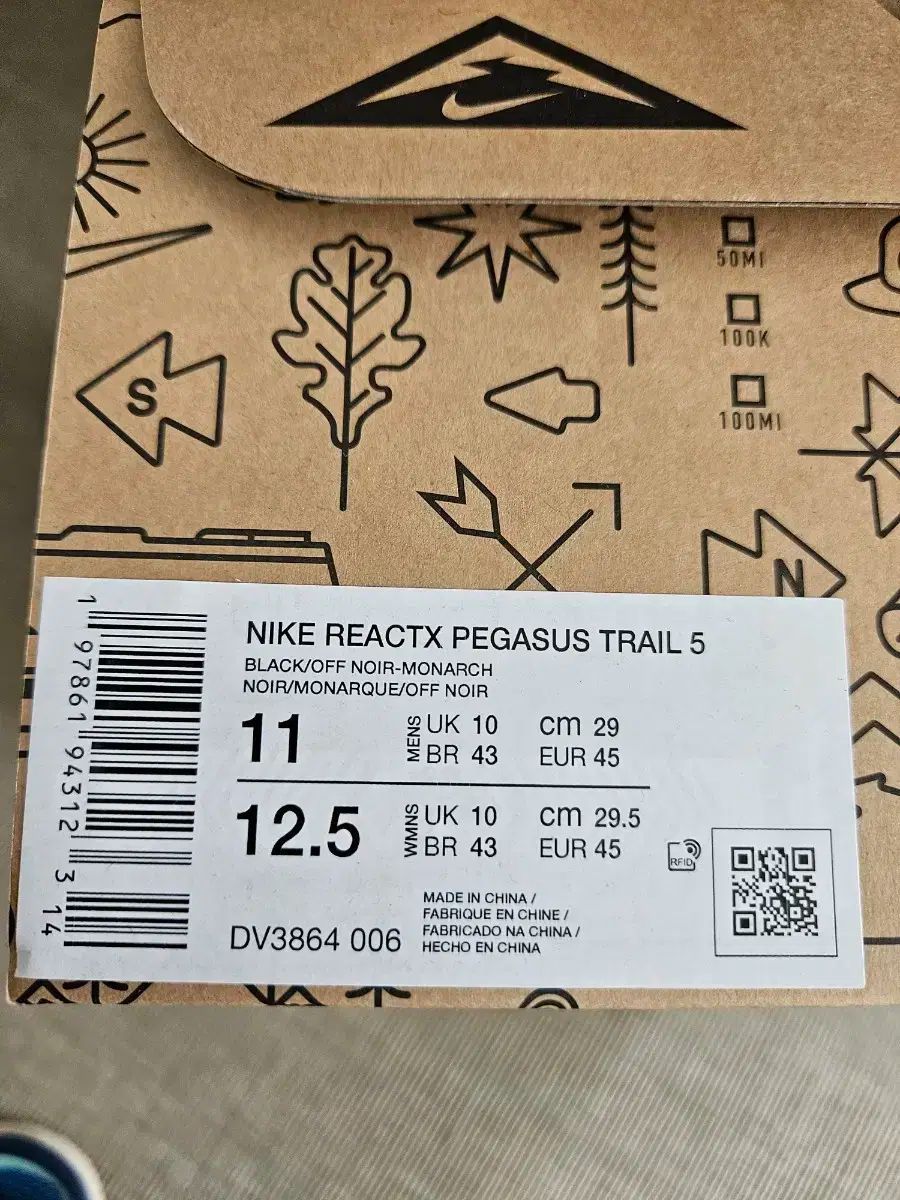 50MI
100K
100MI
S
N
NIKE REACTX PEGASUS TRAIL 5
BLACK/OFF NOIR-MONARCH
NOIR/MONARQUE/OFF NOIR
11 MENS UK 10 CM 29
BR 43 EUR 45
12.5 WMNS UK 10 CM 29.5
BR 43 EUR 45
RFID
DV3864 006
MADE IN CHINA /
FABRIQUE EN CHINE /
FABRICADO NA CHINA /
HECHO EN CHINA
1 97861 94312 3 14